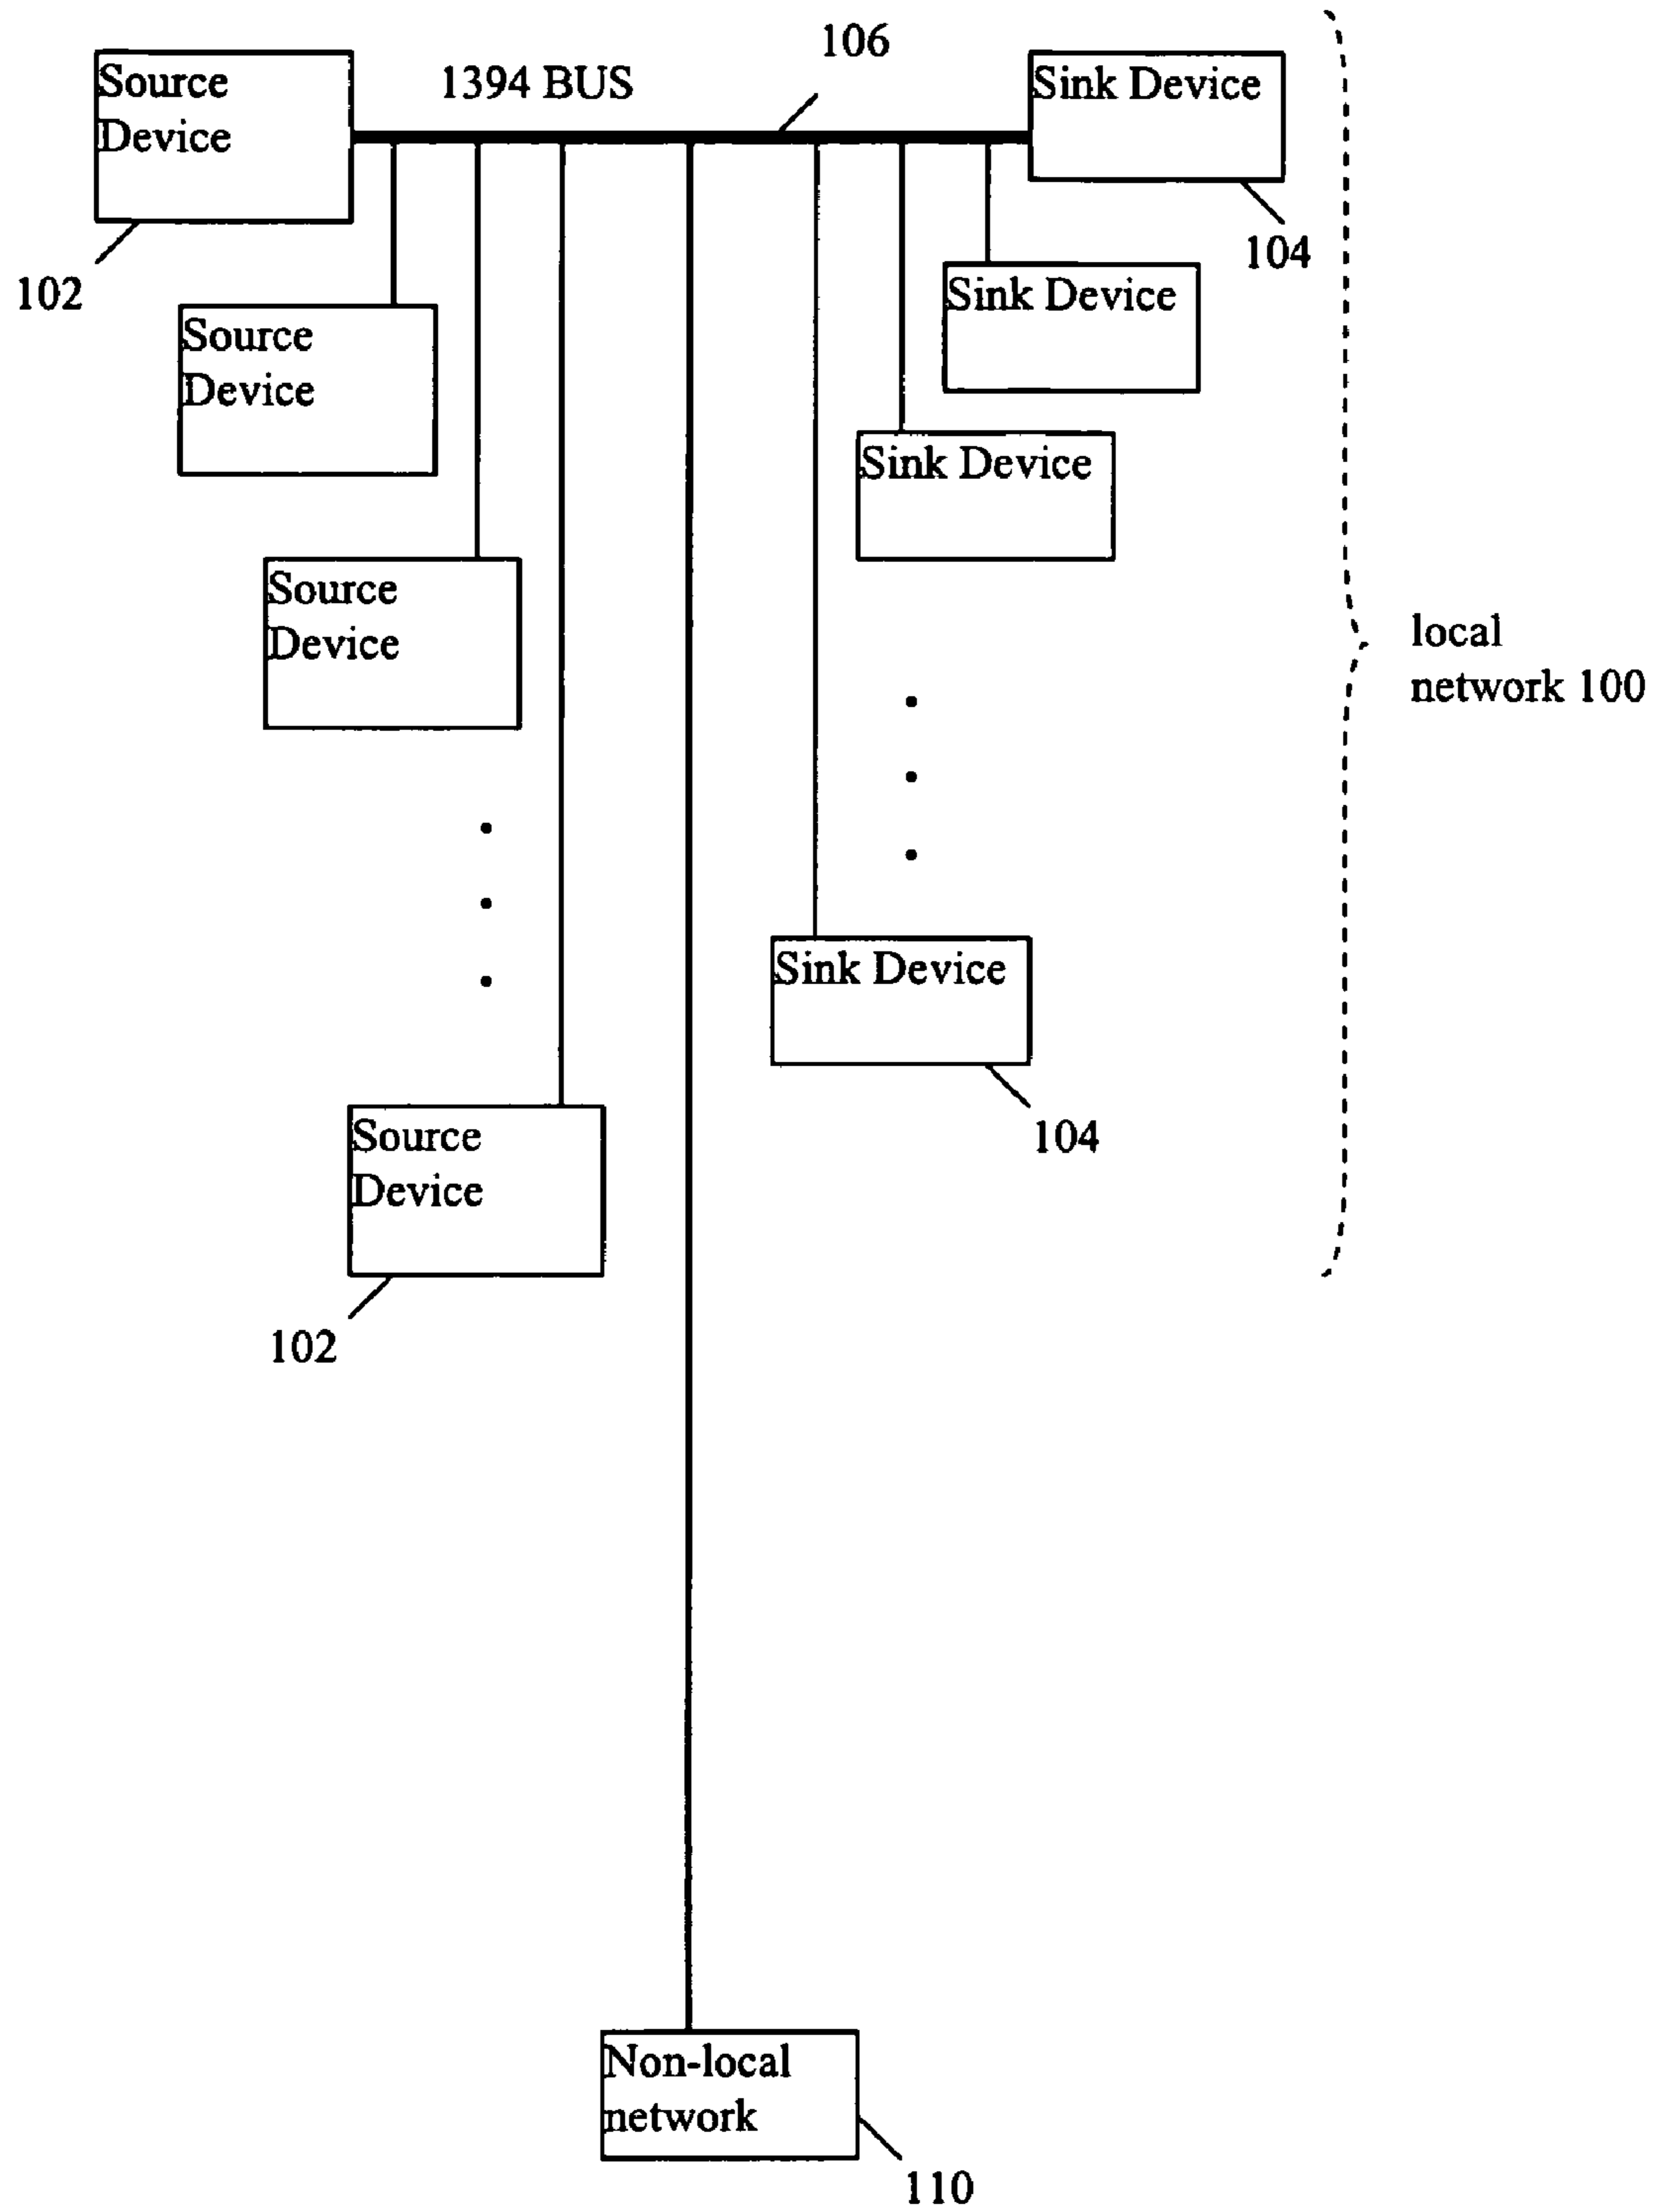 106
Source
Device
1394 BUS
Sink Device
102
104
Source
Device
Sink Device
Sink Device
Source
Device
local
network 100
Sink Device
104
Source
Device
102
Non-local
network
110